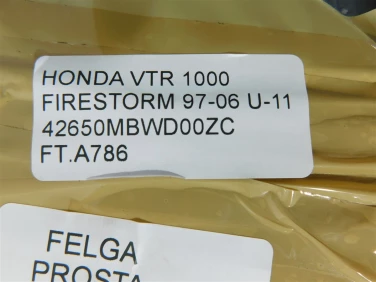 HONDA VTR 1000
FIRESTORM 97-06 U-11
42650MBWD00ZC
FT.A786
FELGA
PROSTA